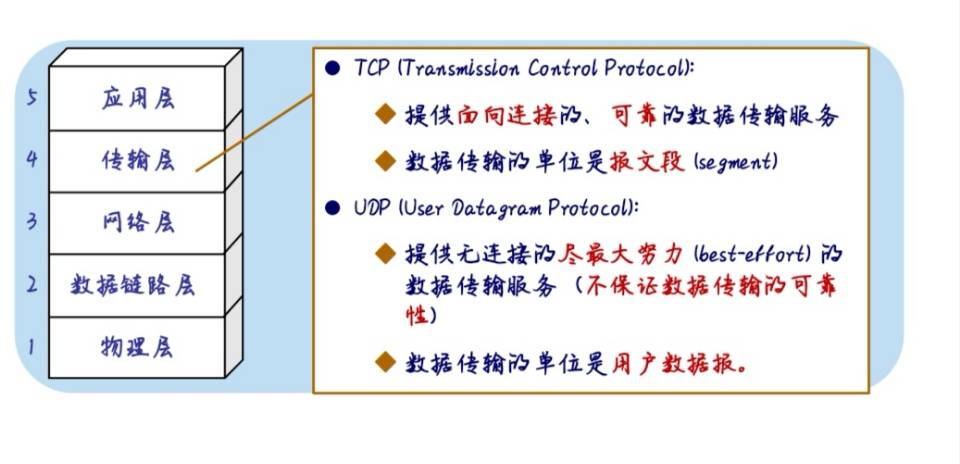 5 应用层
4 传输层
3 网络层
2 数据链路层
1 物理层
● TCP (Transmission Control Protocol):
◆ 提供面向连接的、可靠的数据传输服务
◆ 数据传输的单位是报文段 (segment)
● UDP (User Datagram Protocol):
◆ 提供无连接的尽最大努力 (best-effort) 的
数据传输服务（不保证数据传输的可靠
性）
◆ 数据传输的单位是用户数据报。